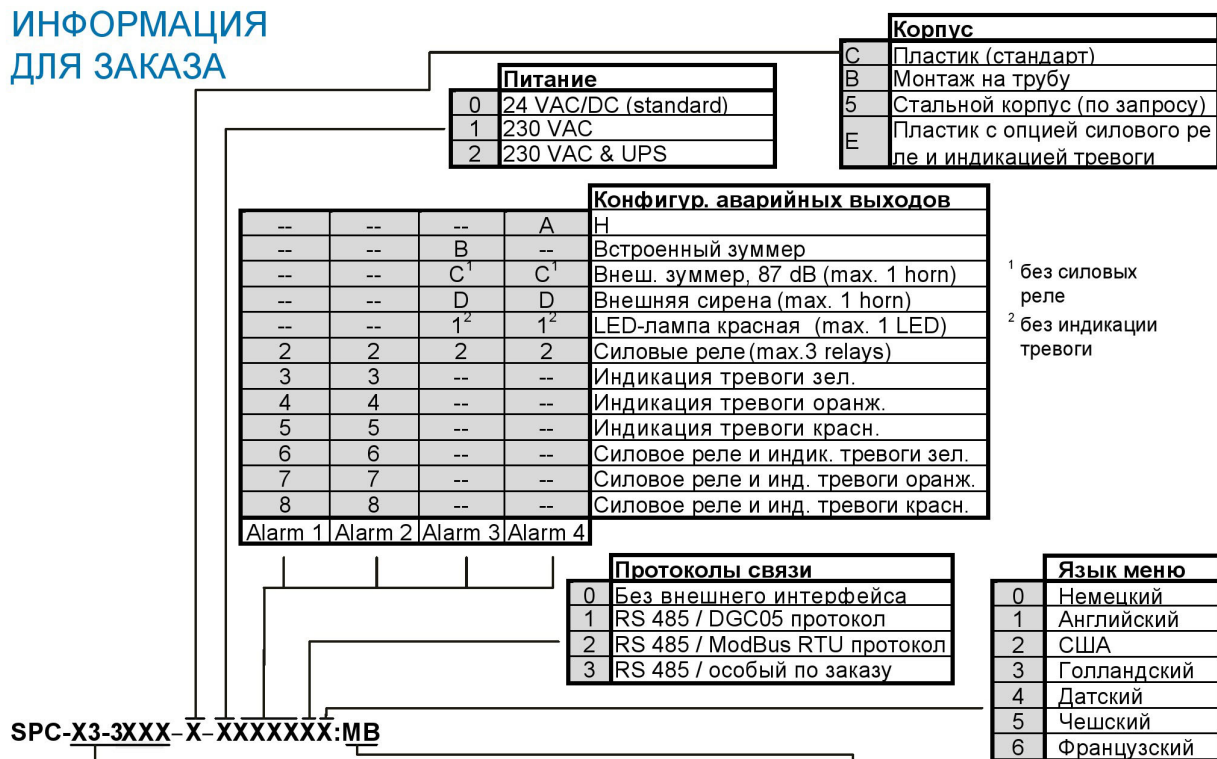 ИНФОРМАЦИЯ
ДЛЯ ЗАКАЗА
Корпус
C Пластик (стандарт)
B Монтаж на трубу
5 Стальной корпус (по запросу)
E Пластик с опцией силового ре
ле и индикацией тревоги
Питание
0 24 VAC/DC (standard)
1 230 VAC
2 230 VAC & UPS
Конфигур. аварийных выходов
-- -- -- A Н
-- -- B -- Встроенный зуммер
-- -- C¹ C¹ Внеш. зуммер, 87 dB (max. 1 horn)
-- -- D D Внешняя сирена (max. 1 horn)
-- -- 1² 1² LED-лампа красная (max. 1 LED)
2 2 2 2 Силовые реле (max.3 relays)
3 3 -- -- Индикация тревоги зел.
4 4 -- -- Индикация тревоги оранж.
5 5 -- -- Индикация тревоги красн.
6 6 -- -- Силовое реле и индик. тревоги зел.
7 7 -- -- Силовое реле и инд. тревоги оранж.
8 8 -- -- Силовое реле и инд. тревоги красн.
Alarm 1 Alarm 2 Alarm 3 Alarm 4
¹ без силовых
реле
² без индикации
тревоги
Протоколы связи
0 Без внешнего интерфейса
1 RS 485 / DGC05 протокол
2 RS 485 / ModBus RTU протокол
3 RS 485 / особый по заказу
Язык меню
0 Немецкий
1 Английский
2 США
3 Голландский
4 Датский
5 Чешский
6 Французский
SPC-X3-3XXX-X-XXXXXXX:MB